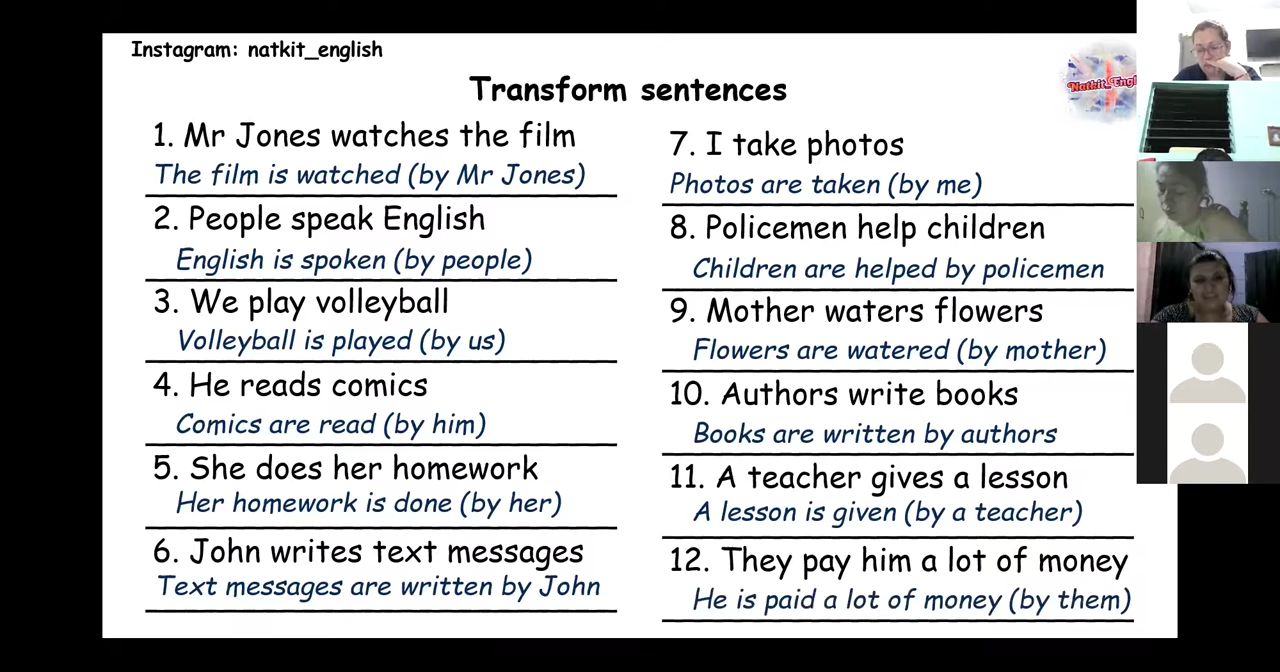 Instagram: natkit_english
Transform sentences
1. Mr Jones watches the film
The film is watched (by Mr Jones)
2. People speak English
English is spoken (by people)
3. We play volleyball
Volleyball is played (by us)
4. He reads comics
Comics are read (by him)
5. She does her homework
Her homework is done (by her)
6. John writes text messages
Text messages are written by John
7. I take photos
Photos are taken (by me)
8. Policemen help children
Children are helped by policemen
9. Mother waters flowers
Flowers are watered (by mother)
10. Authors write books
Books are written by authors
11. A teacher gives a lesson
A lesson is given (by a teacher)
12. They pay him a lot of money
He is paid a lot of money (by them)